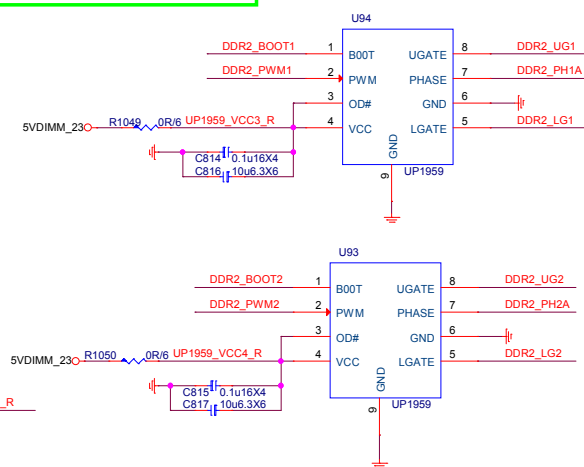 U94
DDR2_BOOT1 1 B00T UGATE 8 DDR2_UG1
DDR2_PWM1 2 PWM PHASE 7 DDR2_PH1A
3 OD# GND 6
5VDIMM_23 R1049 0R/6 UP1959_VCC3_R 4 VCC LGATE 5 DDR2_LG1
GND
C814 0.1u16X4
C816 10u6.3X6
9 UP1959
U93
DDR2_BOOT2 1 B00T UGATE 8 DDR2_UG2
DDR2_PWM2 2 PWM PHASE 7 DDR2_PH2A
3 OD# GND 6
5VDIMM_23 R1050 0R/6 UP1959_VCC4_R 4 VCC LGATE 5 DDR2_LG2
GND
C815 0.1u16X4
C817 10u6.3X6
_R
9 UP1959